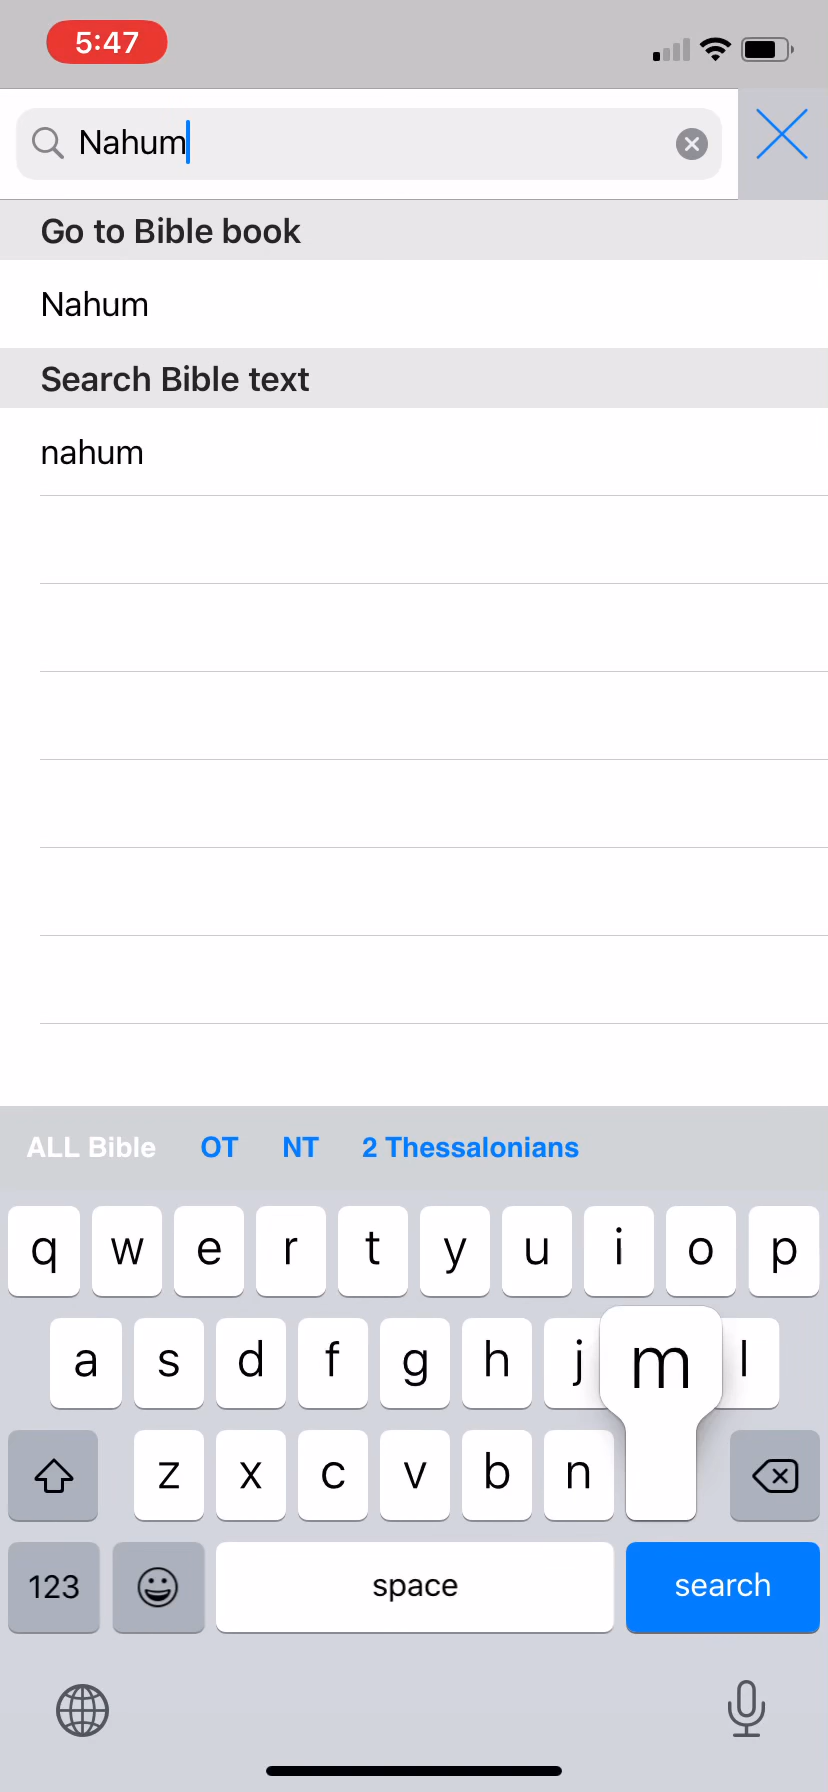 5:47
Nahum
Go to Bible book
Nahum
Search Bible text
nahum
ALL Bible OT NT 2 Thessalonians
q w e r t y u i o p
a s d f g h j m l
z x c v b n
123 space search